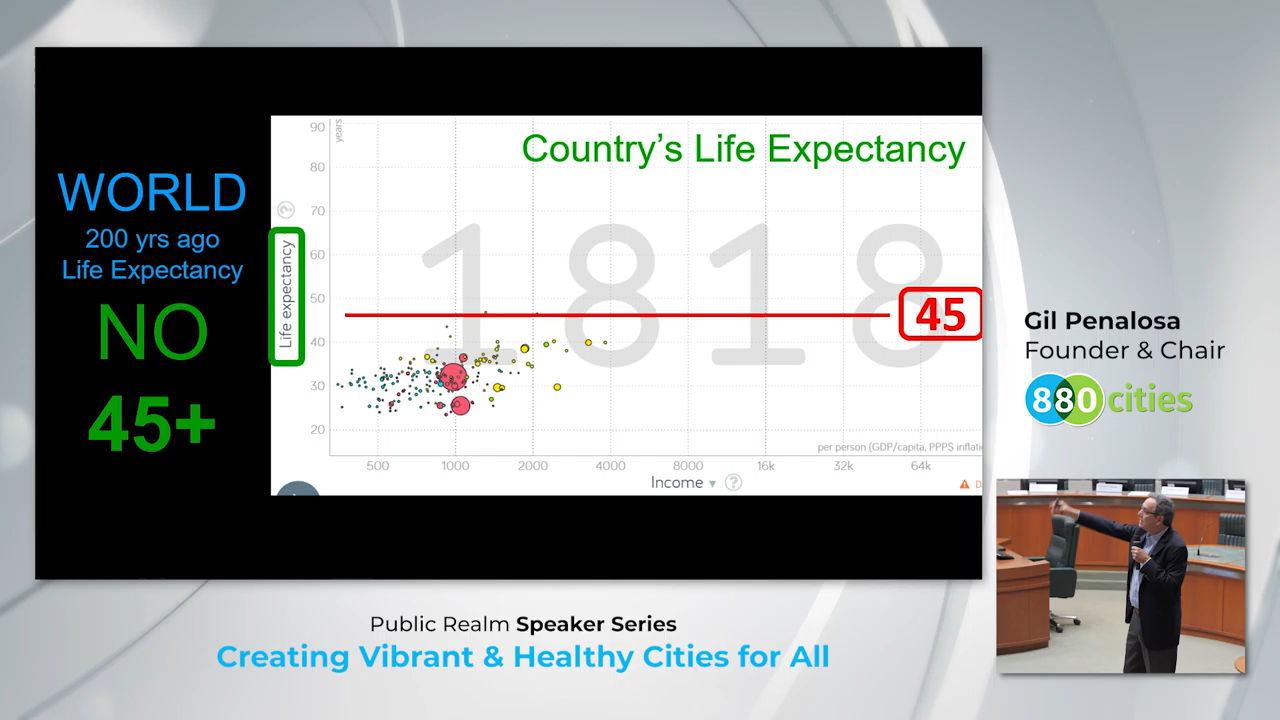 WORLD
200 yrs ago
Life Expectancy
NO
45+
Country's Life Expectancy
years
90
80
70
60
50
40
30
20
?
Life expectancy
1818
45
per person (GDP/capita, PPP$ inflati
500 1000 2000 4000 8000 16k 32k 64k
Income ▼ ?
D
Gil Penalosa
Founder & Chair
880 cities
Public Realm Speaker Series
Creating Vibrant & Healthy Cities for All